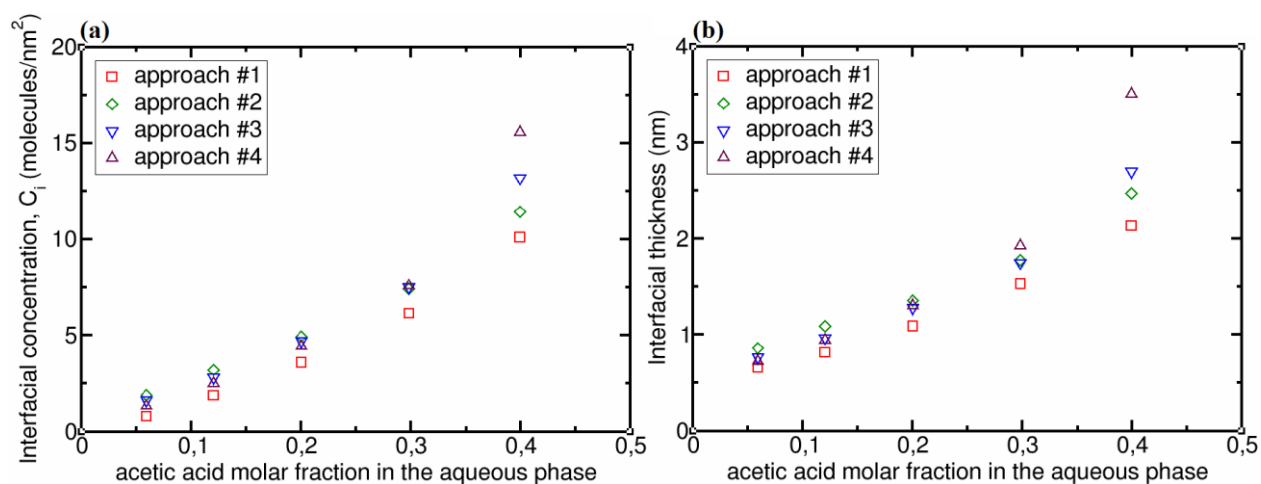 (a)
Interfacial concentration, C_i (molecules/nm²)
20
15
10
5
0
approach #1
approach #2
approach #3
approach #4
0 0,1 0,2 0,3 0,4 0,5
acetic acid molar fraction in the aqueous phase
(b)
Interfacial thickness (nm)
4
3
2
1
0
approach #1
approach #2
approach #3
approach #4
0 0,1 0,2 0,3 0,4 0,5
acetic acid molar fraction in the aqueous phase